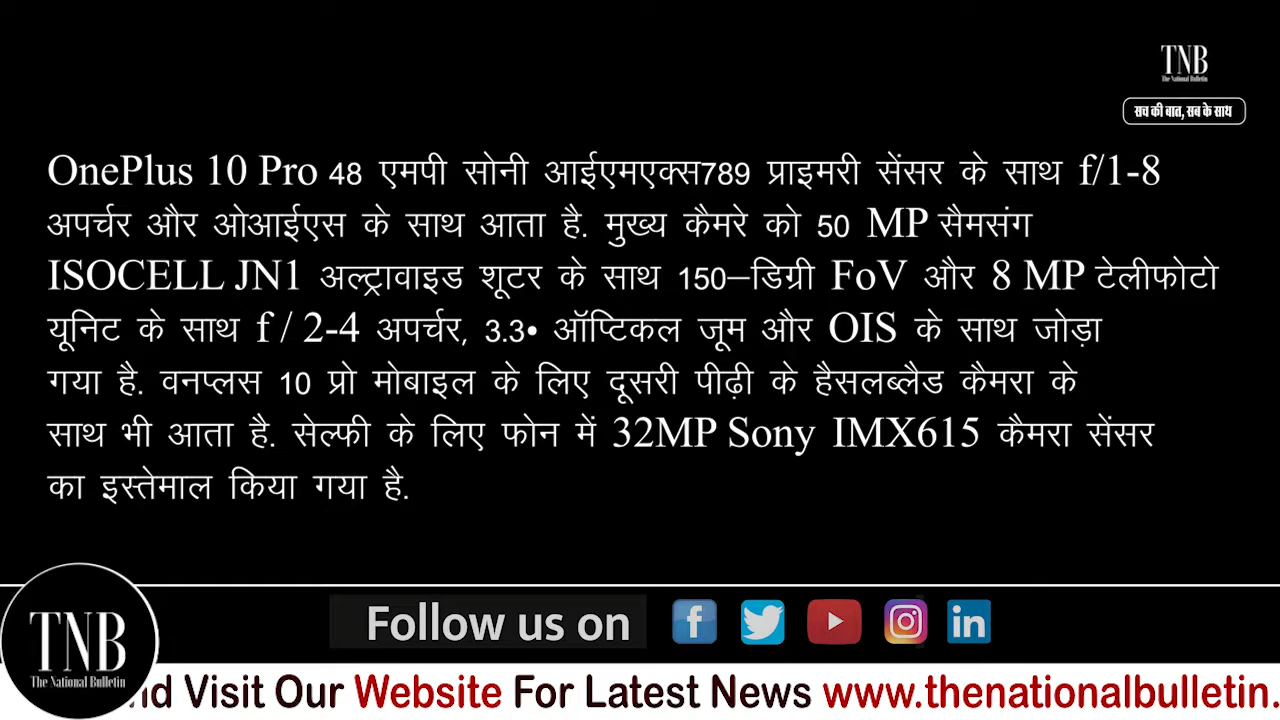 TNB
The National Bulletin
सच की बात, सब के साथ
OnePlus 10 Pro 48 एमपी सोनी आईएमएक्स789 प्राइमरी सेंसर के साथ f/1-8
अपर्चर और ओआईएस के साथ आता है. मुख्य कैमरे को 50 MP सैमसंग
ISOCELL JN1 अल्ट्रावाइड शूटर के साथ 150–डिग्री FoV और 8 MP टेलीफोटो
यूनिट के साथ f / 2-4 अपर्चर, 3.3• ऑप्टिकल जूम और OIS के साथ जोड़ा
गया है. वनप्लस 10 प्रो मोबाइल के लिए दूसरी पीढ़ी के हैसलब्लैड कैमरा के
साथ भी आता है. सेल्फी के लिए फोन में 32MP Sony IMX615 कैमरा सेंसर
का इस्तेमाल किया गया है.
Follow us on
TNB
The National Bulletin
nd Visit Our Website For Latest News www.thenationalbulletin.